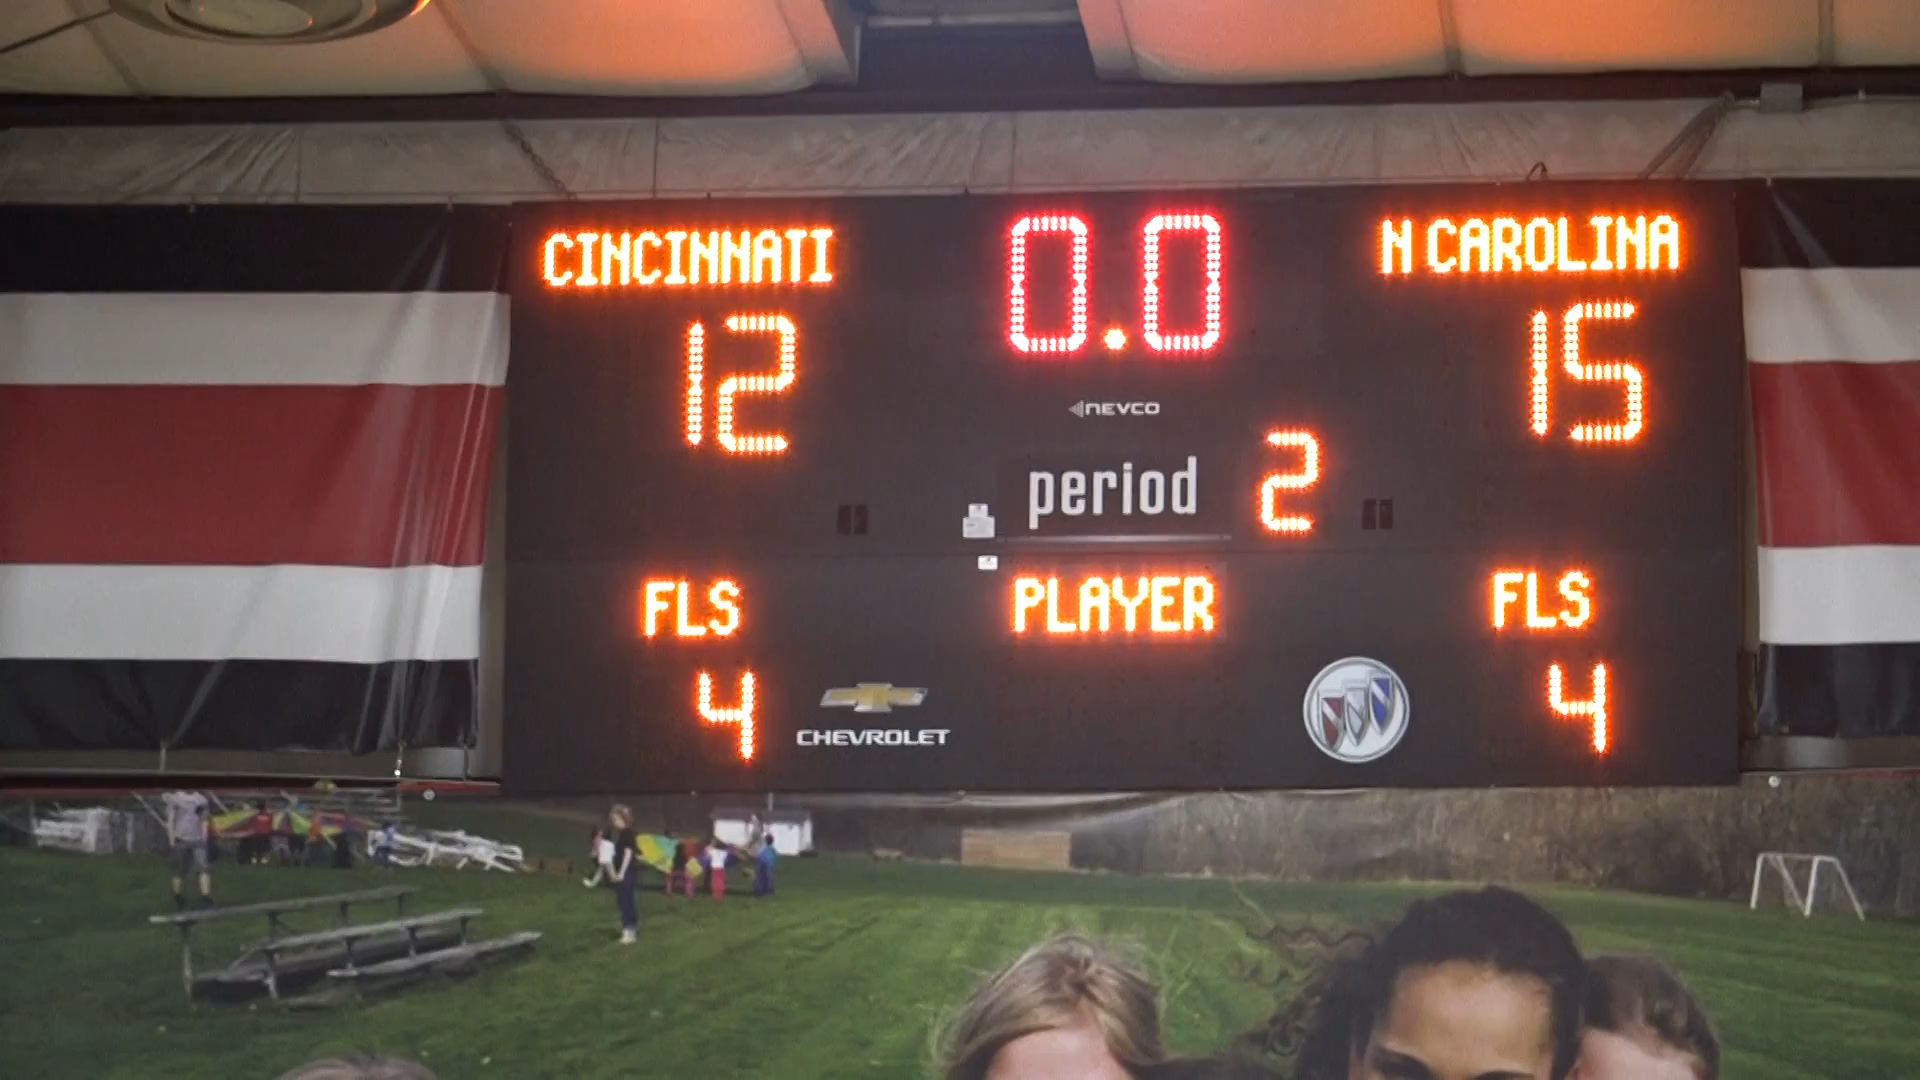 CINCINNATI 0.0 N CAROLINA
12 15
NEVCO
period 2
FLS PLAYER FLS
4 4
CHEVROLET